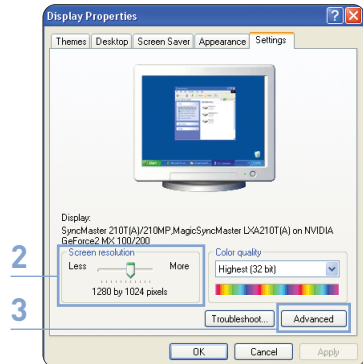 Display Properties
Themes Desktop Screen Saver Appearance Settings
Display:
SyncMaster 210T(A)/210MP,MagicSyncMaster LXA210T(A) on NVIDIA
GeForce2 MX 100/200
2
Screen resolution
Less More
1280 by 1024 pixels
Color quality
Highest (32 bit)
3
Troubleshoot... Advanced
OK Cancel Apply